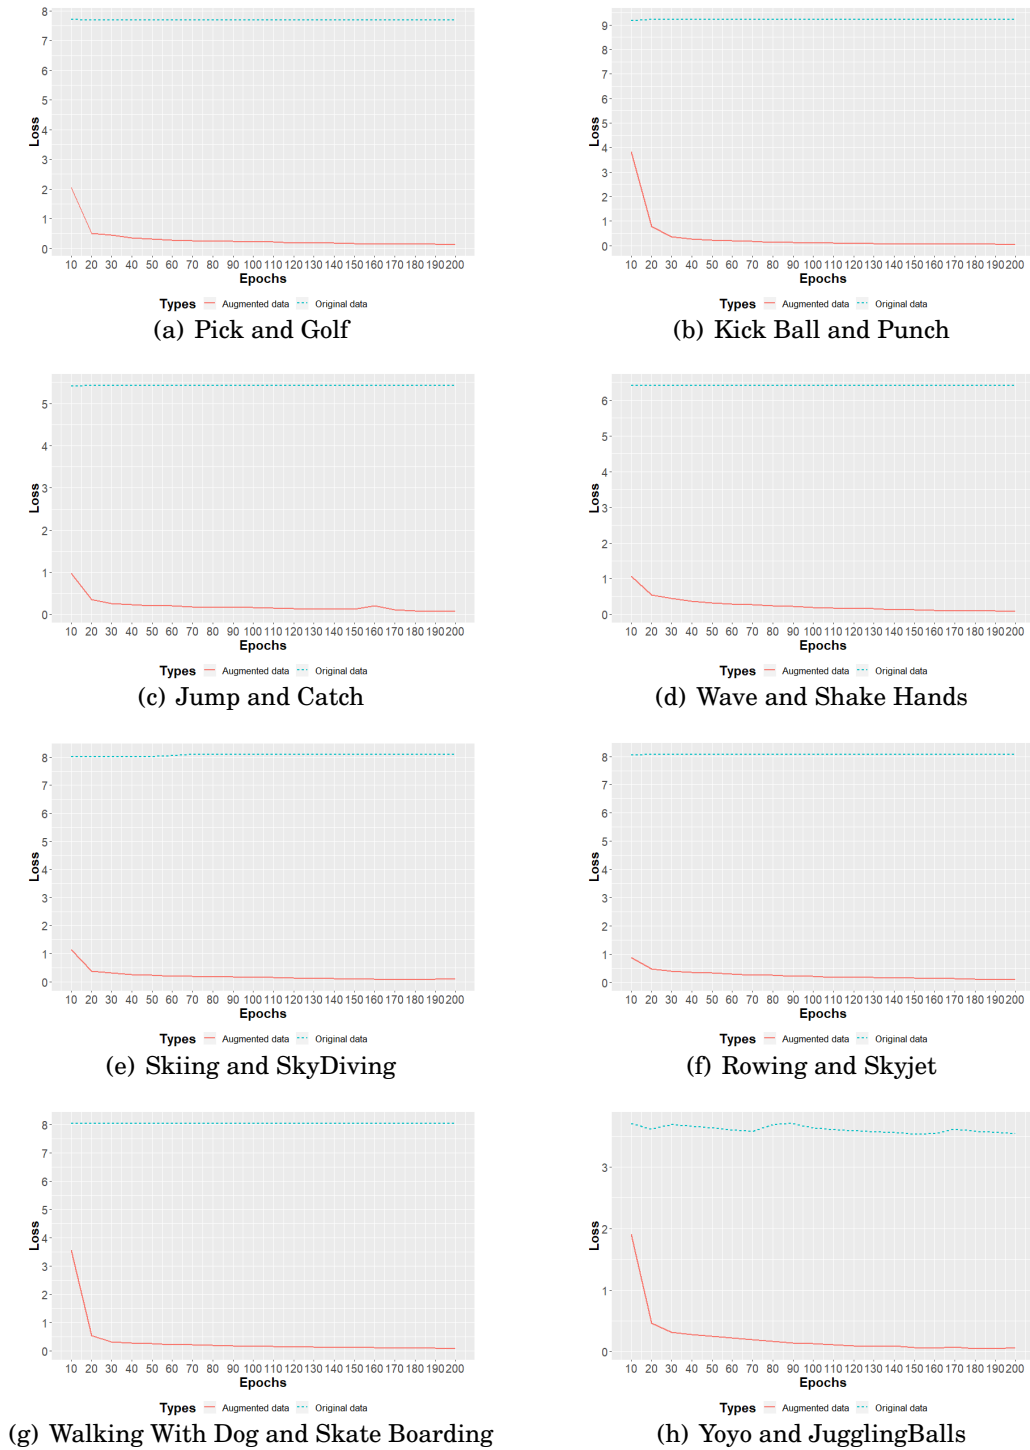 8
7
6
5
4
3
2
1
0
Loss
10 20 30 40 50 60 70 80 90 100 110 120 130 140 150 160 170 180 190 200
Epochs
Types Augmented data Original data
(a) Pick and Golf
9
8
7
6
5
4
3
2
1
0
Loss
10 20 30 40 50 60 70 80 90 100 110 120 130 140 150 160 170 180 190 200
Epochs
Types Augmented data Original data
(b) Kick Ball and Punch
5
4
3
2
1
0
Loss
10 20 30 40 50 60 70 80 90 100 110 120 130 140 150 160 170 180 190 200
Epochs
Types Augmented data Original data
(c) Jump and Catch
6
5
4
3
2
1
0
Loss
10 20 30 40 50 60 70 80 90 100 110 120 130 140 150 160 170 180 190 200
Epochs
Types Augmented data Original data
(d) Wave and Shake Hands
8
7
6
5
4
3
2
1
0
Loss
10 20 30 40 50 60 70 80 90 100 110 120 130 140 150 160 170 180 190 200
Epochs
Types Augmented data Original data
(e) Skiing and SkyDiving
8
7
6
5
4
3
2
1
0
Loss
10 20 30 40 50 60 70 80 90 100 110 120 130 140 150 160 170 180 190 200
Epochs
Types Augmented data Original data
(f) Rowing and Skyjet
8
7
6
5
4
3
2
1
0
Loss
10 20 30 40 50 60 70 80 90 100 110 120 130 140 150 160 170 180 190 200
Epochs
Types Augmented data Original data
(g) Walking With Dog and Skate Boarding
3
2
1
0
Loss
10 20 30 40 50 60 70 80 90 100 110 120 130 140 150 160 170 180 190 200
Epochs
Types Augmented data Original data
(h) Yoyo and JugglingBalls